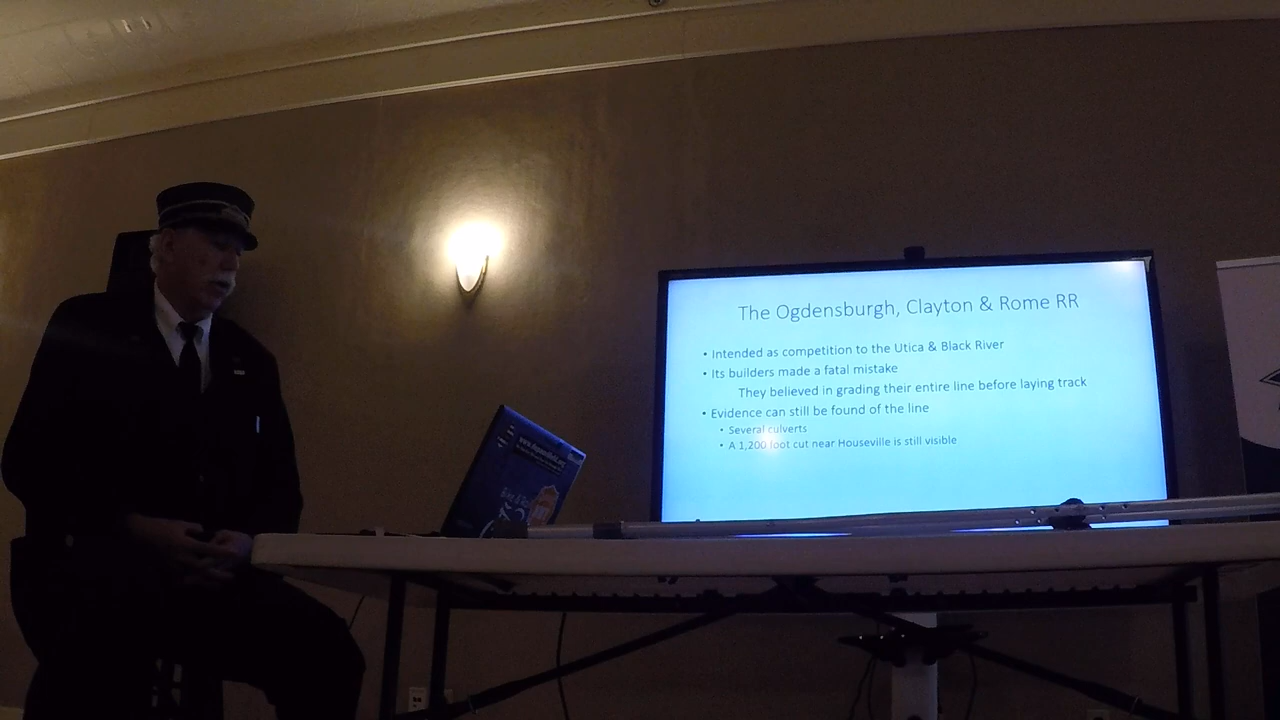 The Ogdensburgh, Clayton & Rome RR
• Intended as competition to the Utica & Black River
• Its builders made a fatal mistake
They believed in grading their entire line before laying track
• Evidence can still be found of the line
• Several culverts
• A 1,200 foot cut near Houseville is still visible